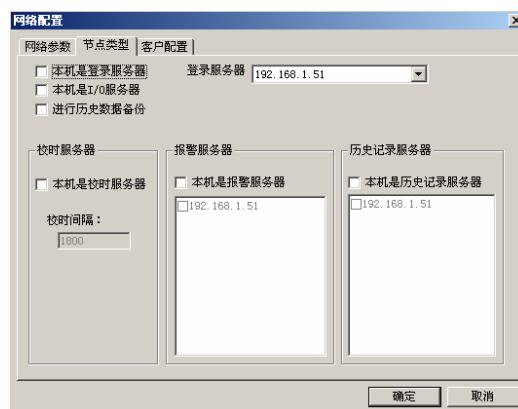 网络配置
网络参数 节点类型 客户配置
本机是登录服务器 登录服务器 192.168.1.51
本机是I/O服务器
进行历史数据备份
校时服务器 报警服务器 历史记录服务器
本机是校时服务器 本机是报警服务器 本机是历史记录服务器
192.168.1.51 192.168.1.51
校时间隔：
1800
确定 取消